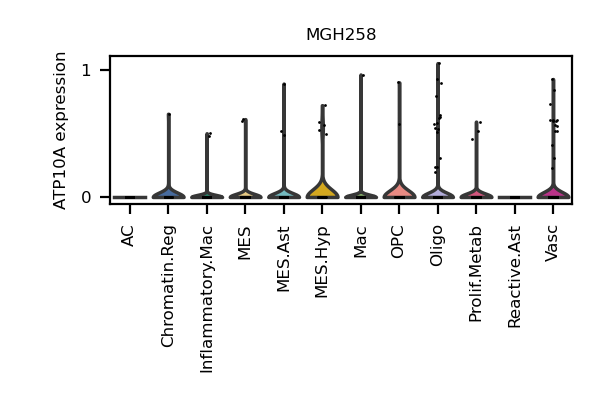 MGH258
ATP10A expression
1
0
AC
Chromatin.Reg
Inflammatory.Mac
MES
MES.Ast
MES.Hyp
Mac
OPC
Oligo
Prolif.Metab
Reactive.Ast
Vasc